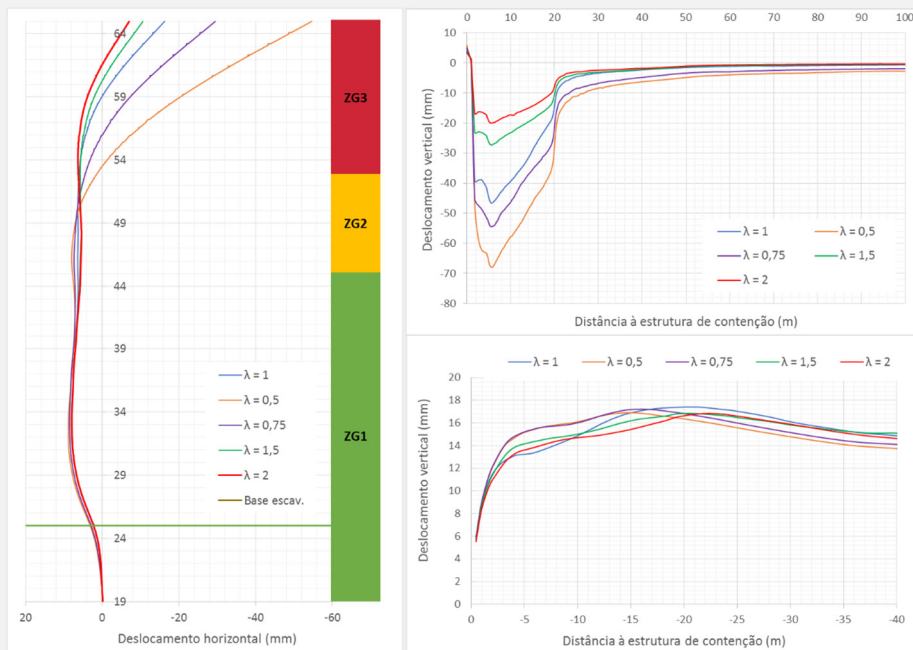 64
59
54
49
44
39
34
29
24
19
20
0
-20
-40
-60
Deslocamento horizontal (mm)
λ = 1
λ = 0,5
λ = 0,75
λ = 1,5
λ = 2
Base escav.
ZG3
ZG2
ZG1
0
10
20
30
40
50
60
70
80
90
100
10
0
-10
-20
-30
-40
-50
-60
-70
-80
Deslocamento vertical (mm)
λ = 1
λ = 0,5
λ = 0,75
λ = 1,5
λ = 2
Distância à estrutura de contenção (m)
λ = 1
λ = 0,5
λ = 0,75
λ = 1,5
λ = 2
20
18
16
14
12
10
8
6
4
2
0
Deslocamento vertical (mm)
0
-5
-10
-15
-20
-25
-30
-35
-40
Distância à estrutura de contenção (m)